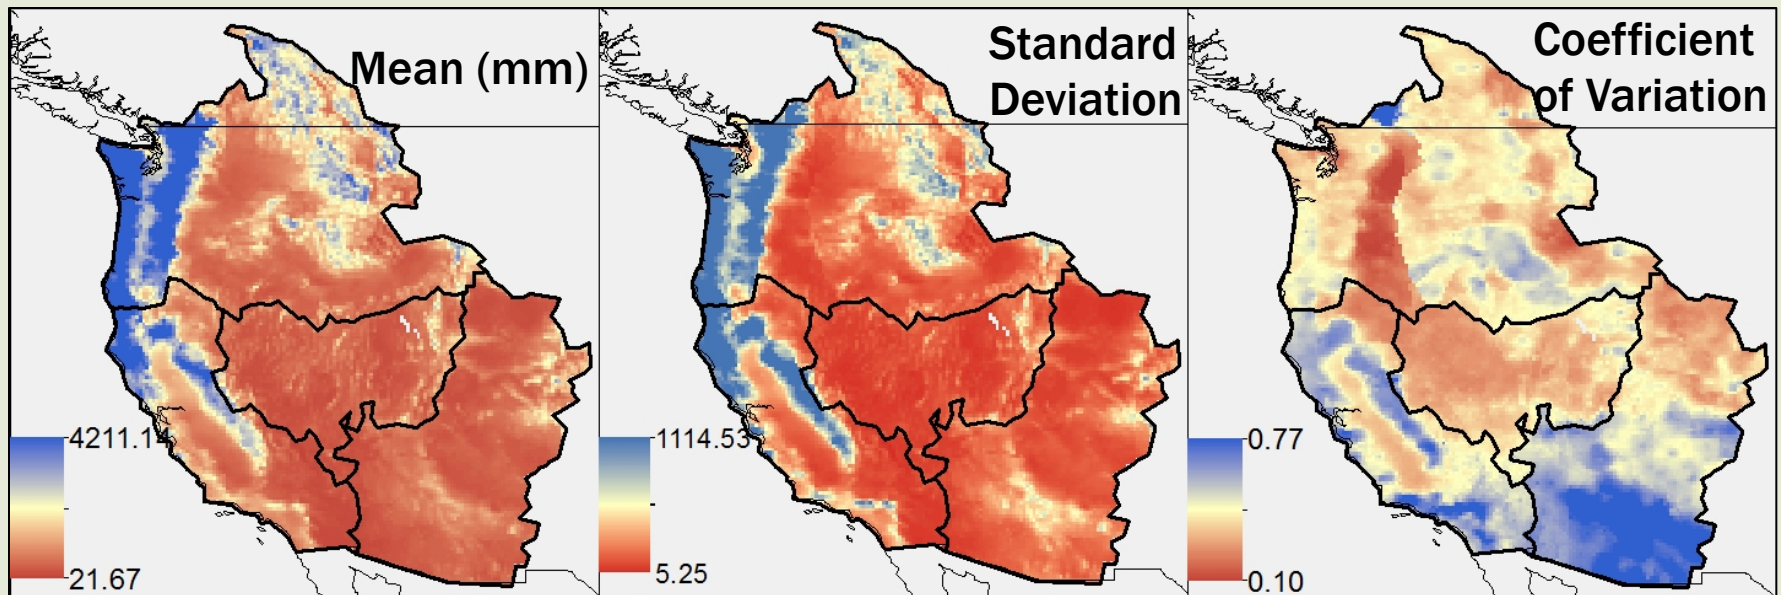 Mean (mm)
4211.14
21.67
Standard
Deviation
1114.53
5.25
Coefficient
of Variation
0.77
0.10